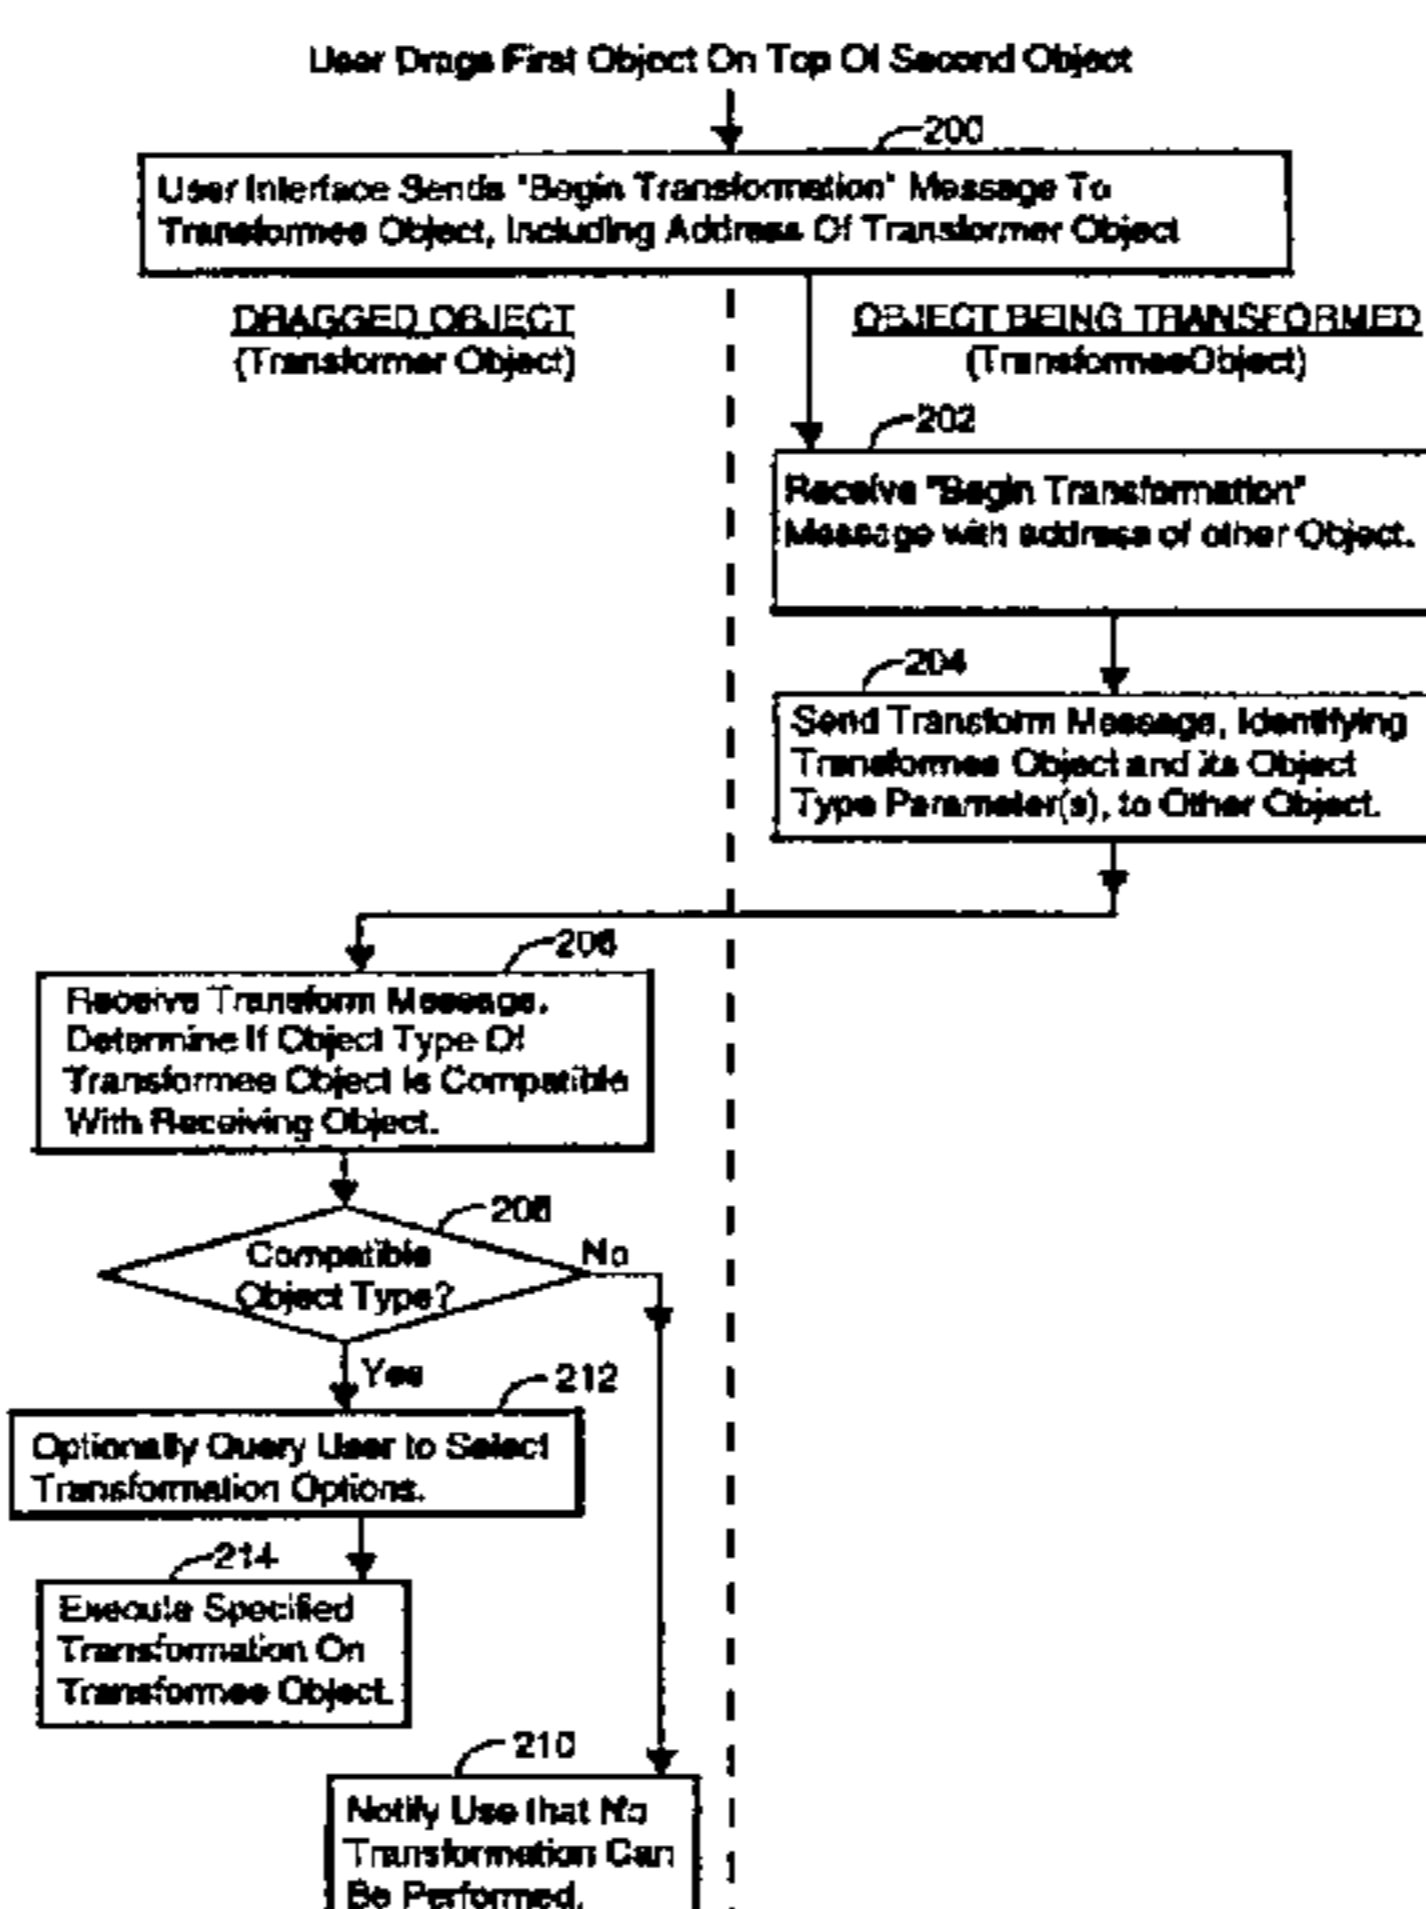 User Drags First Object On Top Of Second Object
200
User Interface Sends "Begin Transformation" Message To
Transformee Object, Including Address Of Transformer Object
DRAGGED OBJECT
(Transformer Object)
OBJECT BEING TRANSFORMED
(TransformeeObject)
202
Receive "Begin Transformation"
Message with address of other Object.
204
Send Transform Message, Identifying
Transformee Object and its Object
Type Parameter(s), to Other Object.
206
Receive Transform Message.
Determine If Object Type Of
Transformee Object Is Compatible
With Receiving Object.
208
Compatible
Object Type?
No
Yes
212
Optionally Query User to Select
Transformation Options.
214
Execute Specified
Transformation On
Transformee Object.
210
Notify Use that No
Transformation Can
Be Performed.